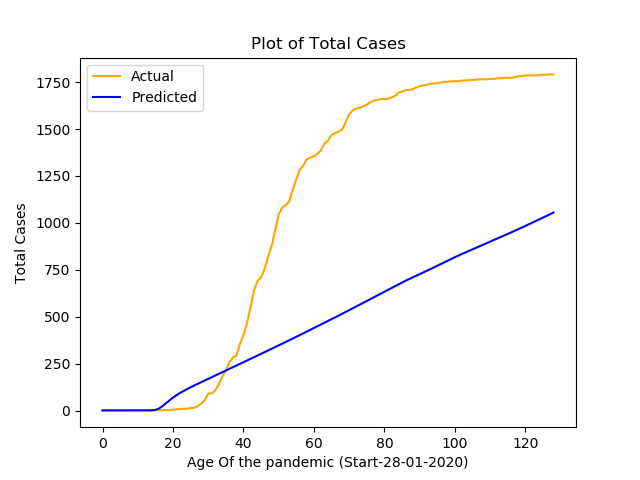 Plot of Total Cases
Actual
Predicted
1750
1500
1250
1000
750
500
250
0
Total Cases
0 20 40 60 80 100 120
Age Of the pandemic (Start-28-01-2020)